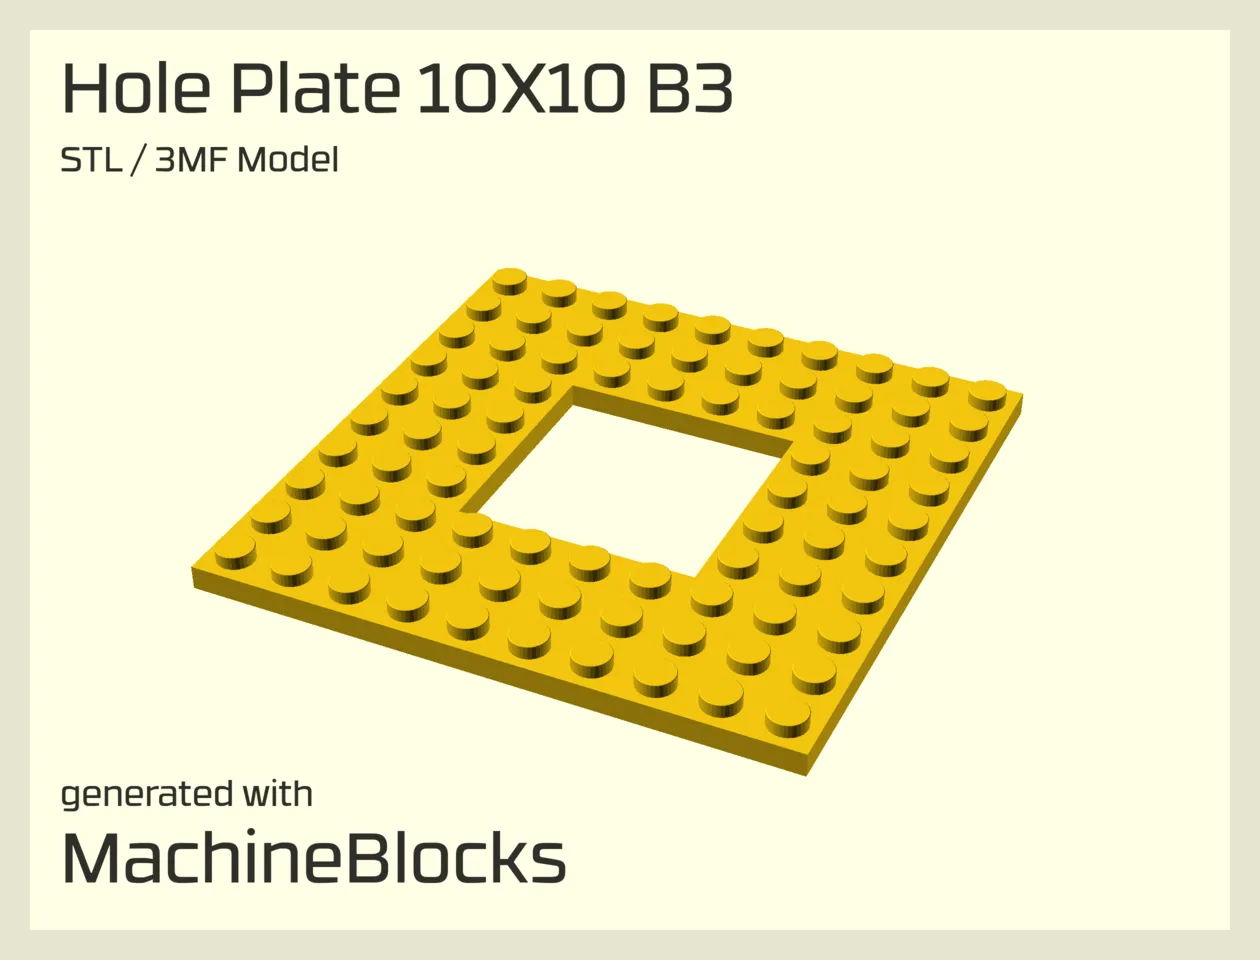 Hole Plate 10X10 B3
STL / 3MF Model
generated with
MachineBlocks